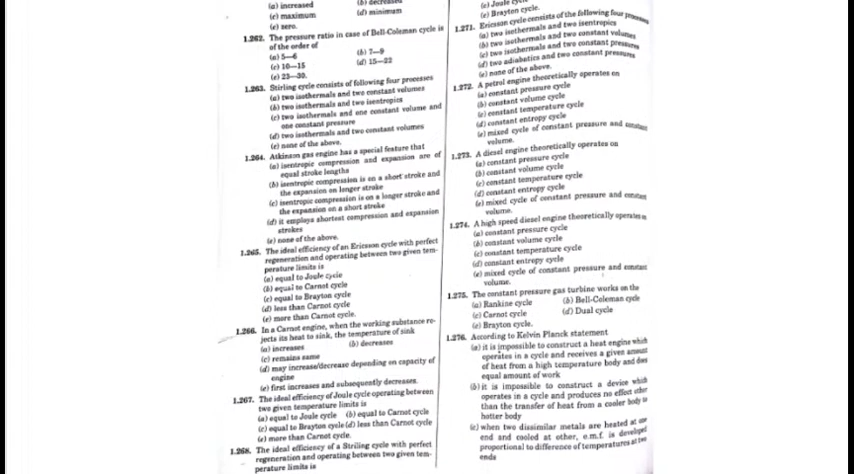 (a) increased (b) decreased
(c) maximum (d) minimum
(e) zero.
1.262. The pressure ratio in case of Bell-Coleman cycle is
of the order of
(a) 5—6 (b) 7—9
(c) 10—15 (d) 15—22
(e) 23—30.
1.263. Stirling cycle consists of following four processes
(a) two isothermals and two constant volumes
(b) two isothermals and two isentropics
(c) two isothermals and one constant volume and
one constant pressure
(d) two isothermals and two constant volumes
(e) none of the above.
1.264. Atkinson gas engine has a special feature that
(a) isentropic compression and expansion are of
equal stroke lengths
(b) isentropic compression is on a short stroke and
the expansion on longer stroke
(c) isentropic compression is on a longer stroke and
the expansion on a short stroke
(d) it employs shortest compression and expansion
strokes
(e) none of the above.
1.265. The ideal efficiency of an Ericsson cycle with perfect
regeneration and operating between two given tem-
perature limits is
(a) equal to Joule cycle
(b) equal to Carnot cycle
(c) equal to Brayton cycle
(d) less than Carnot cycle
(e) more than Carnot cycle.
1.266. In a Carnot engine, when the working substance re-
jects its heat to sink, the temperature of sink
(a) increases (b) decreases
(c) remains same
(d) may increase/decrease depending on capacity of
engine
(e) first increases and subsequently decreases.
1.267. The ideal efficiency of Joule cycle operating between
two given temperature limits is
(a) equal to Joule cycle (b) equal to Carnot cycle
(c) equal to Brayton cycle (d) less than Carnot cycle
(e) more than Carnot cycle.
1.268. The ideal efficiency of a Striling cycle with perfect
regeneration and operating between two given tem-
perature limits is
(c) Joule cycle
(e) Brayton cycle.
1.271. Ericsson cycle consists of the following four processes
(a) two isothermals and two isentropics
(b) two isothermals and two constant volumes
(c) two isothermals and two constant pressures
(d) two adiabatics and two constant pressures
(e) none of the above.
1.272. A petrol engine theoretically operates on
(a) constant pressure cycle
(b) constant volume cycle
(c) constant temperature cycle
(d) constant entropy cycle
(e) mixed cycle of constant pressure and constant
volume.
1.273. A diesel engine theoretically operates on
(a) constant pressure cycle
(b) constant volume cycle
(c) constant temperature cycle
(d) constant entropy cycle
(e) mixed cycle of constant pressure and constant
volume.
1.274. A high speed diesel engine theoretically operates on
(a) constant pressure cycle
(b) constant volume cycle
(c) constant temperature cycle
(d) constant entropy cycle
(e) mixed cycle of constant pressure and constant
volume.
1.275. The constant pressure gas turbine works on the
(a) Rankine cycle (b) Bell-Coleman cycle
(c) Carnot cycle (d) Dual cycle
(e) Brayton cycle.
1.276. According to Kelvin Planck statement
(a) it is impossible to construct a heat engine which
operates in a cycle and receives a given amount
of heat from a high temperature body and does
equal amount of work
(b) it is impossible to construct a device which
operates in a cycle and produces no effect other
than the transfer of heat from a cooler body to
hotter body
(c) when two dissimilar metals are heated at one
end and cooled at other, e.m.f. is developed
proportional to difference of temperatures at two
ends